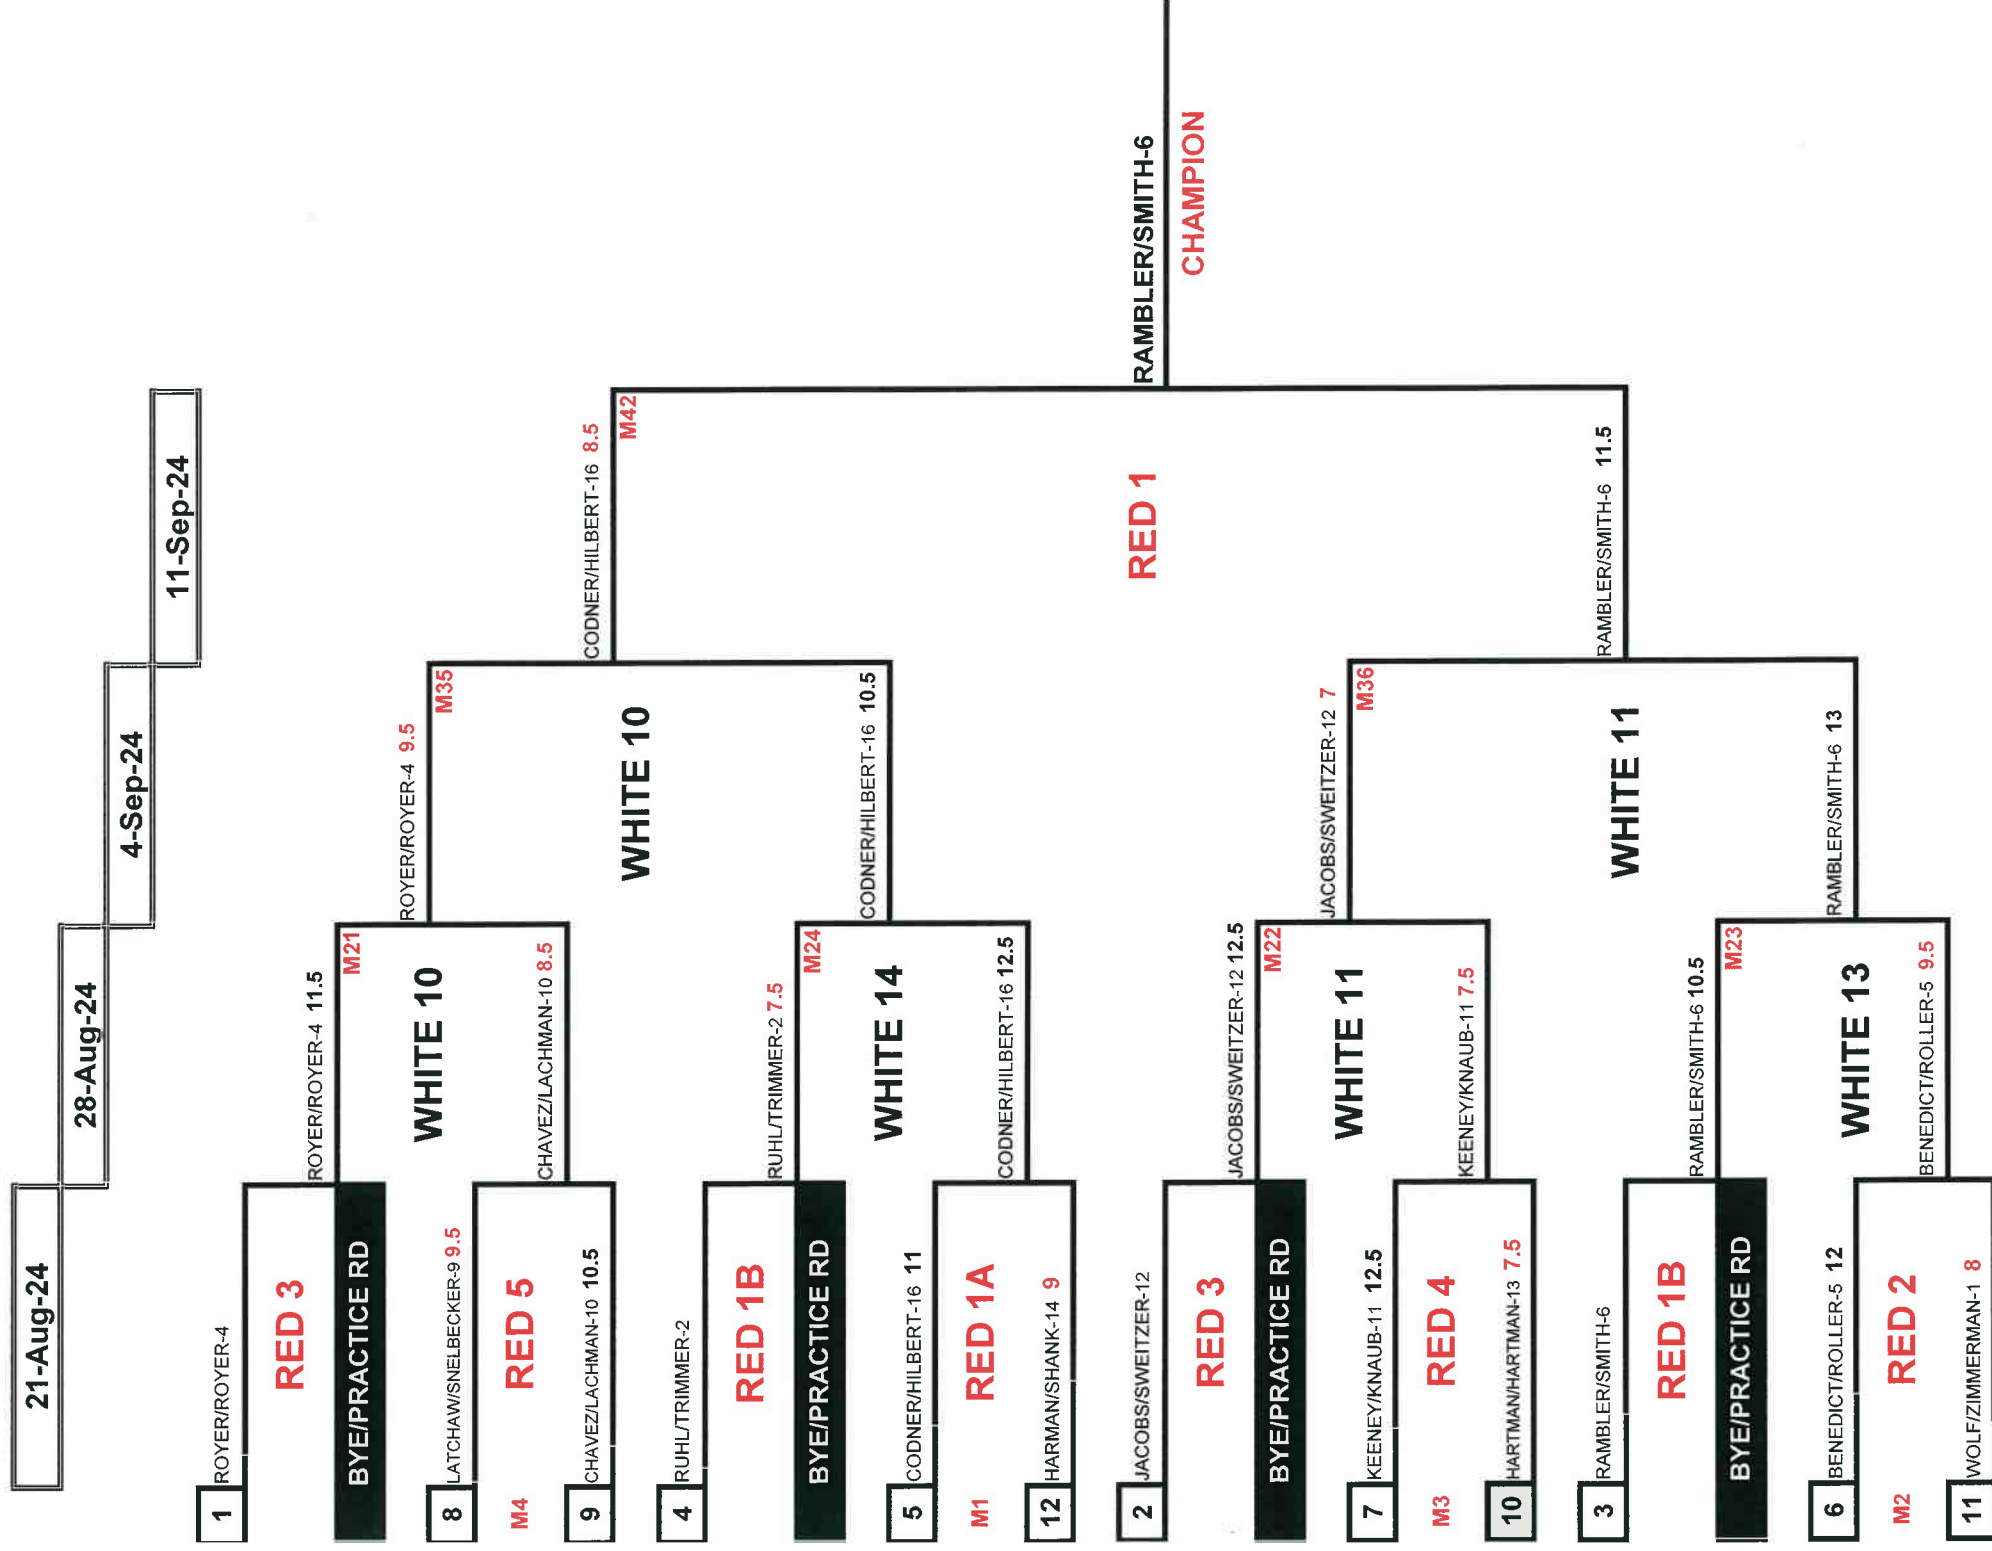 21-Aug-24
28-Aug-24
4-Sep-24
11-Sep-24
1 ROYER/ROYER-4
RED 3
BYE/PRACTICE RD
8 LATCHAW/SNELBECKER-9 9.5
M4 RED 5
9 CHAVEZ/LACHMAN-10 10.5
4 RUHL/TRIMMER-2
RED 1B
BYE/PRACTICE RD
5 CODNER/HILBERT-16 11
M1 RED 1A
12 HARMAN/SHANK-14 9
2 JACOBS/SWEITZER-12
RED 3
BYE/PRACTICE RD
7 KEENEY/KNAUB-11 12.5
M3 RED 4
10 HARTMAN/HARTMAN-13 7.5
3 RAMBLER/SMITH-6
RED 1B
BYE/PRACTICE RD
6 BENEDICT/ROLLER-5 12
M2 RED 2
11 WOLF/ZIMMERMAN-1 8
ROYER/ROYER-4 11.5
M21
WHITE 10
CHAVEZ/LACHMAN-10 8.5
RUHL/TRIMMER-2 7.5
M24
WHITE 14
CODNER/HILBERT-16 12.5
JACOBS/SWEITZER-12 12.5
M22
WHITE 11
KEENEY/KNAUB-11 7.5
RAMBLER/SMITH-6 10.5
M23
WHITE 13
BENEDICT/ROLLER-5 9.5
ROYER/ROYER-4 9.5
M35
WHITE 10
CODNER/HILBERT-16 10.5
JACOBS/SWEITZER-12 7
M36
WHITE 11
RAMBLER/SMITH-6 13
CODNER/HILBERT-16 8.5
M42
RED 1
RAMBLER/SMITH-6 11.5
RAMBLER/SMITH-6
CHAMPION